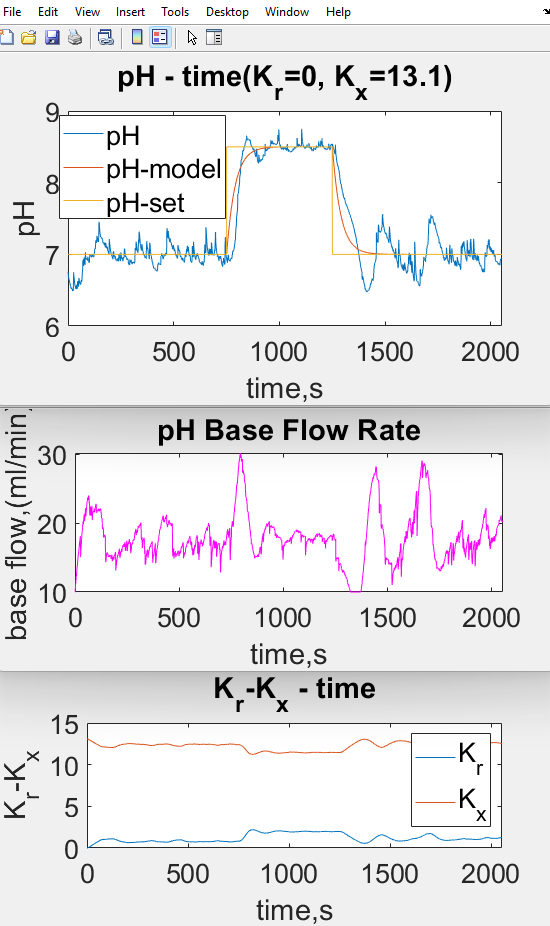 File Edit View Insert Tools Desktop Window Help
pH - time(Kr=0, Kx=13.1)
9
8
7
6
pH
pH
pH-model
pH-set
0 500 1000 1500 2000
time,s
pH Base Flow Rate
30
20
10
base flow,(ml/min)
0 500 1000 1500 2000
time,s
Kr-Kx - time
15
10
5
0
Kr-Kx
Kr
Kx
0 500 1000 1500 2000
time,s